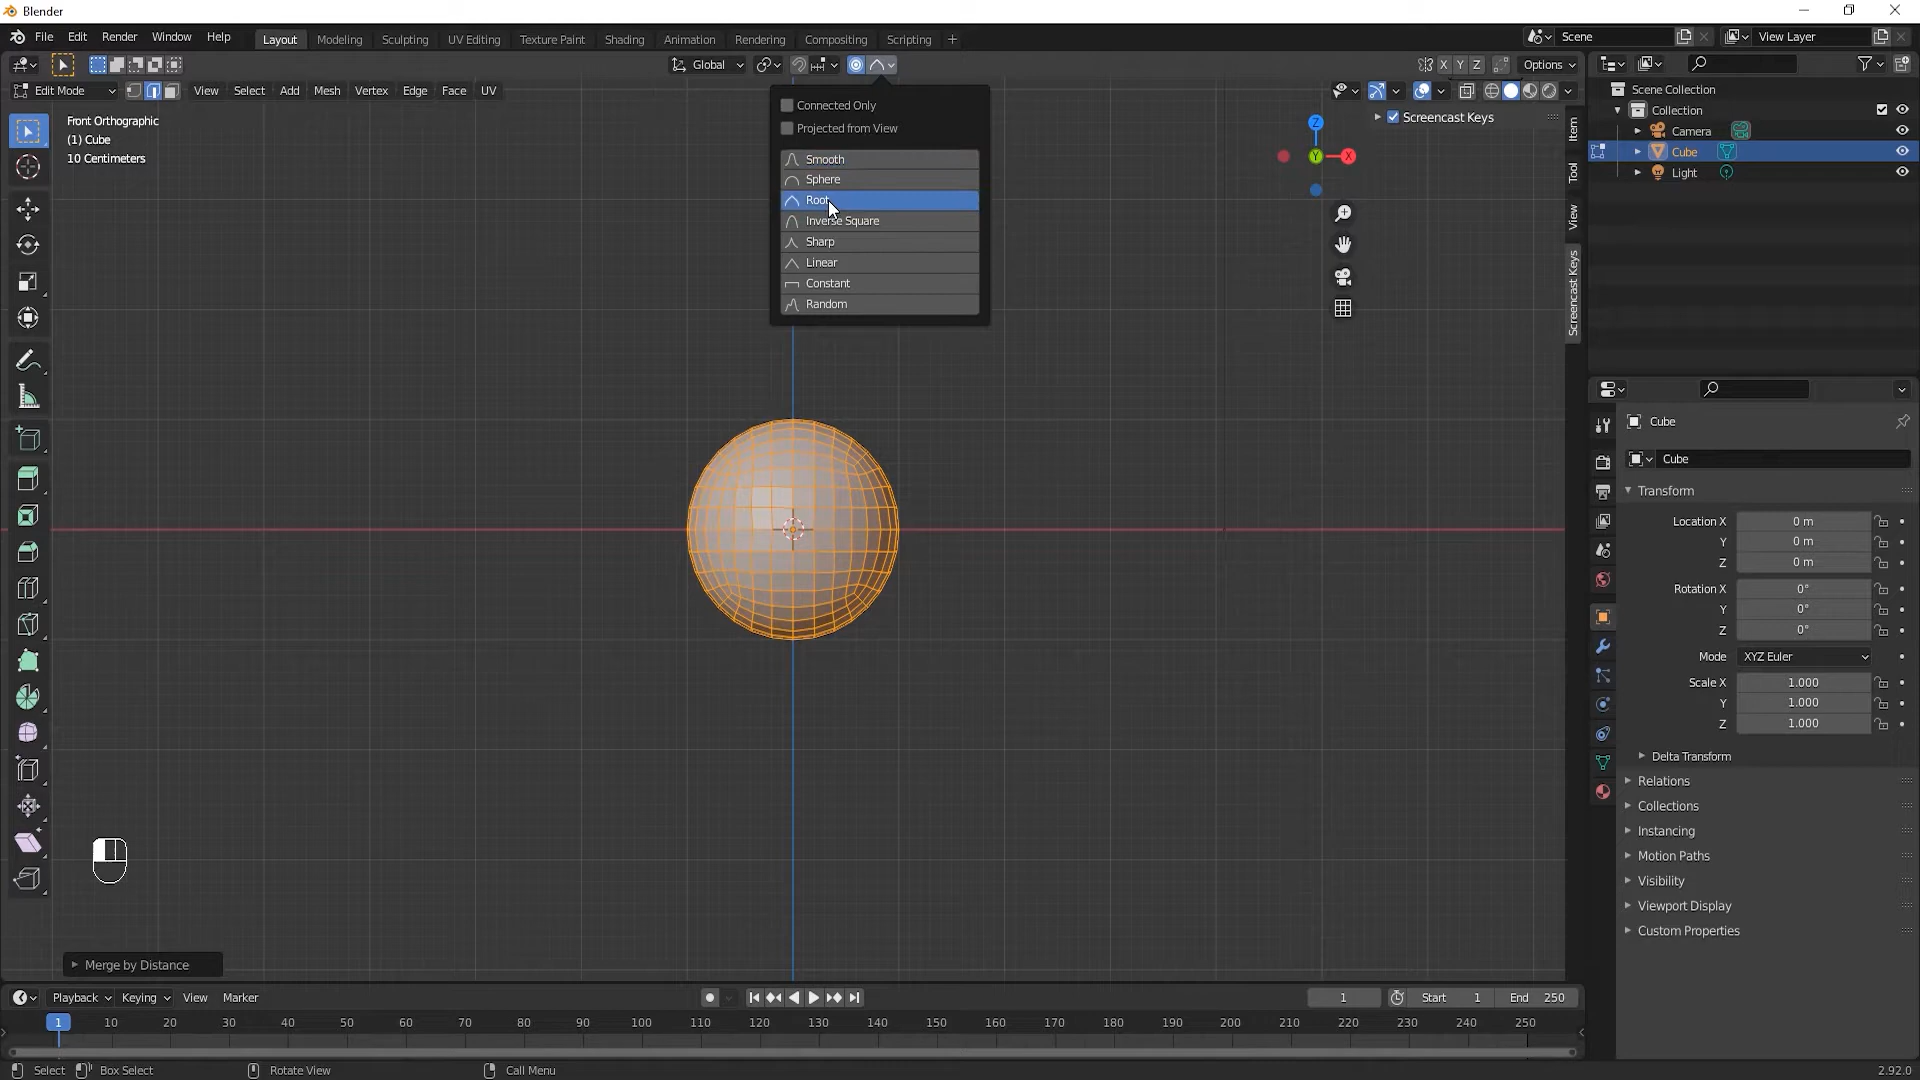 Blender
File Edit Render Window Help
Layout Modeling Sculpting UV Editing Texture Paint Shading Animation Rendering Compositing Scripting +
Scene
View Layer
Global
X Y Z
Options
Edit Mode
View Select Add Mesh Vertex Edge Face UV
Front Orthographic
(1) Cube
10 Centimeters
Connected Only
Projected from View
Smooth
Sphere
Root
Inverse Square
Sharp
Linear
Constant
Random
Screencast Keys
Z
Y
X
Item
Tool
View
Screencast Keys
Scene Collection
Collection
Camera
Cube
Light
Cube
Cube
Transform
Location X 0 m
Y 0 m
Z 0 m
Rotation X 0°
Y 0°
Z 0°
Mode XYZ Euler
Scale X 1.000
Y 1.000
Z 1.000
Delta Transform
Relations
Collections
Instancing
Motion Paths
Visibility
Viewport Display
Custom Properties
Merge by Distance
Playback Keying View Marker
1
Start 1
End 250
1 10 20 30 40 50 60 70 80 90 100 110 120 130 140 150 160 170 180 190 200 210 220 230 240 250
Select
Box Select
Rotate View
Call Menu
2.92.0